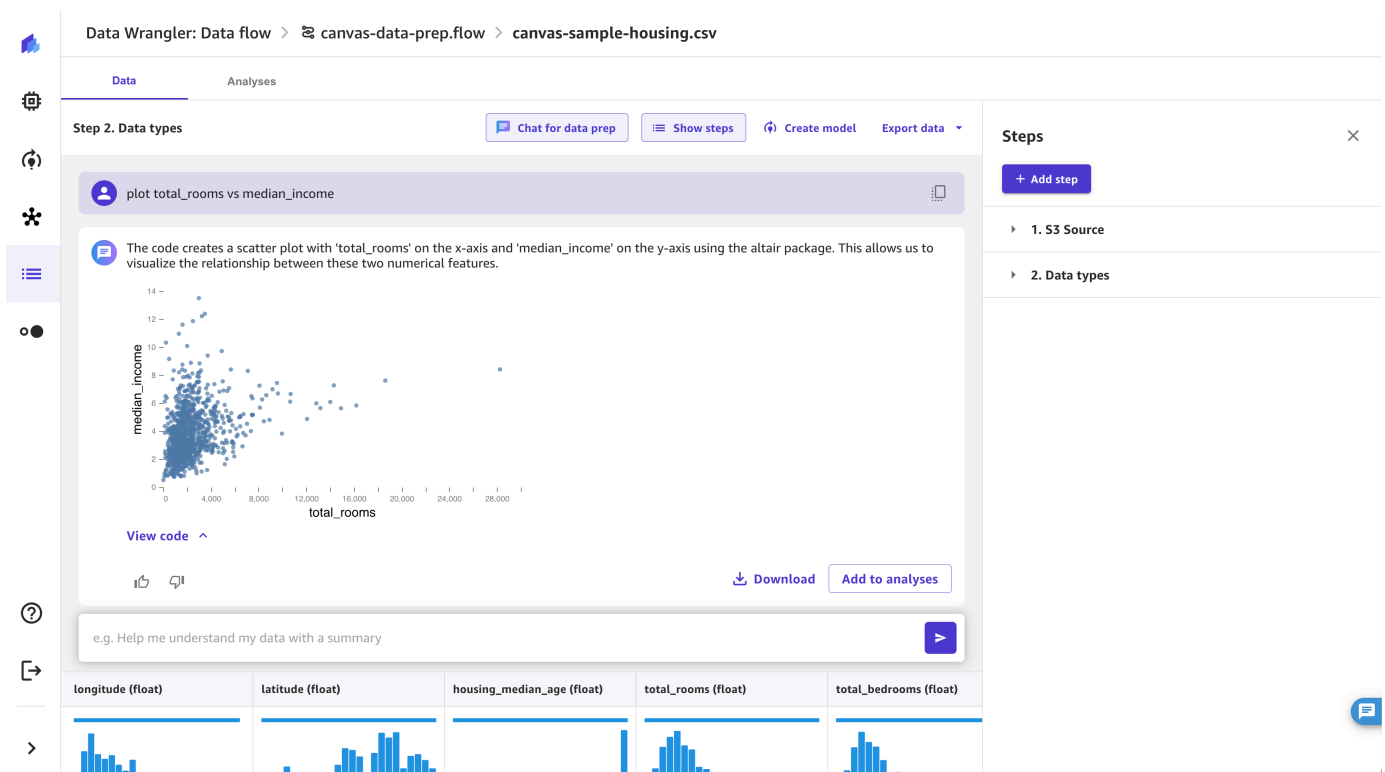 Data Wrangler: Data flow > canvas-data-prep.flow > canvas-sample-housing.csv
Data Analyses
Step 2. Data types
Chat for data prep
Show steps
Create model
Export data
Steps
+ Add step
1. S3 Source
2. Data types
plot total_rooms vs median_income
The code creates a scatter plot with 'total_rooms' on the x-axis and 'median_income' on the y-axis using the altair package. This allows us to
visualize the relationship between these two numerical features.
median_income
14
12
10
8
6
4
2
0
0 4,000 8,000 12,000 16,000 20,000 24,000 28,000
total_rooms
View code
Download
Add to analyses
e.g. Help me understand my data with a summary
longitude (float) latitude (float) housing_median_age (float) total_rooms (float) total_bedrooms (float)